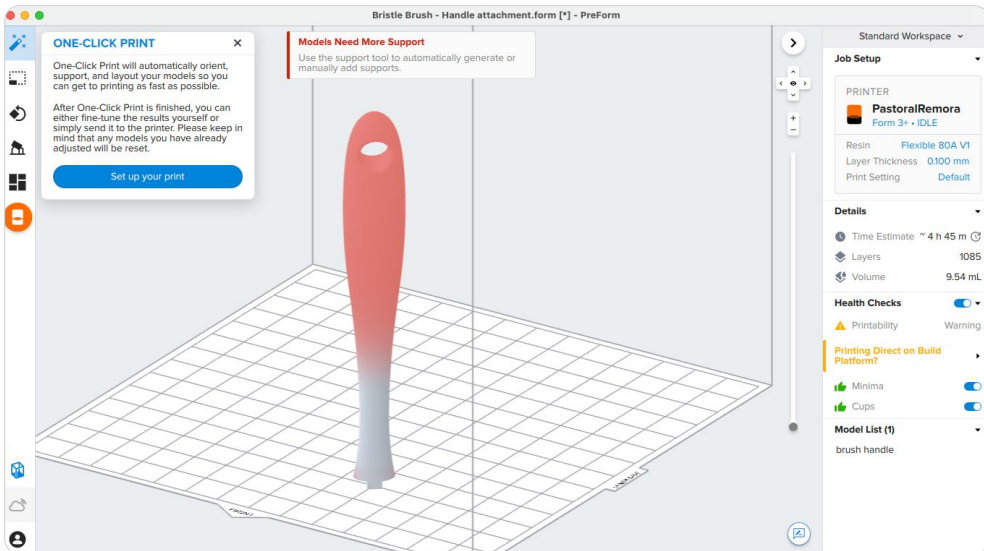 Bristle Brush - Handle attachment.form [*] - PreForm
ONE-CLICK PRINT
One-Click Print will automatically orient,
support, and layout your models so you
can get to printing as fast as possible.
After One-Click Print is finished, you can
either fine-tune the results yourself or
simply send it to the printer. Please keep in
mind that any models you have already
adjusted will be reset.
Set up your print
Models Need More Support
Use the support tool to automatically generate or
manually add supports.
FRONT
Standard Workspace
Job Setup
PRINTER
PastoralRemora
Form 3+ • IDLE
Resin Flexible 80A V1
Layer Thickness 0.100 mm
Print Setting Default
Details
Time Estimate ~ 4 h 45 m
Layers 1085
Volume 9.54 mL
Health Checks
Printability Warning
Printing Direct on Build
Platform?
Minima
Cups
Model List (1)
brush handle